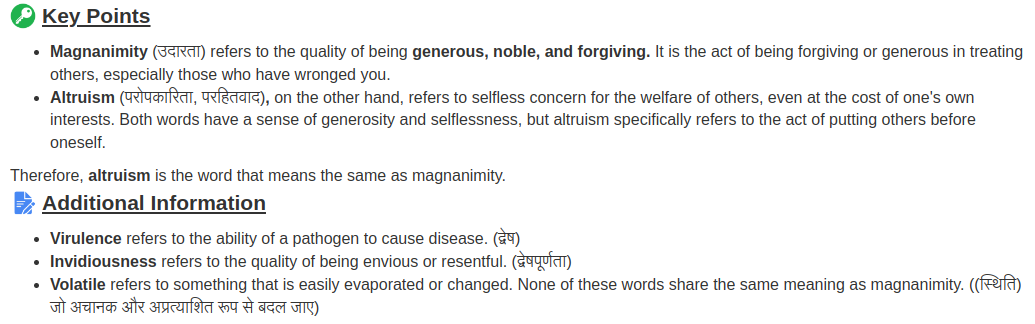 Key Points
Magnanimity (उदारता) refers to the quality of being generous, noble, and forgiving. It is the act of being forgiving or generous in treating
others, especially those who have wronged you.
Altruism (परोपकारिता, परहितवाद), on the other hand, refers to selfless concern for the welfare of others, even at the cost of one's own
interests. Both words have a sense of generosity and selflessness, but altruism specifically refers to the act of putting others before
oneself.
Therefore, altruism is the word that means the same as magnanimity.
Additional Information
Virulence refers to the ability of a pathogen to cause disease. (द्वेष)
Invidiousness refers to the quality of being envious or resentful. (द्वेषपूर्णता)
Volatile refers to something that is easily evaporated or changed. None of these words share the same meaning as magnanimity. ((स्थिति)
जो अचानक और अप्रत्याशित रूप से बदल जाए)